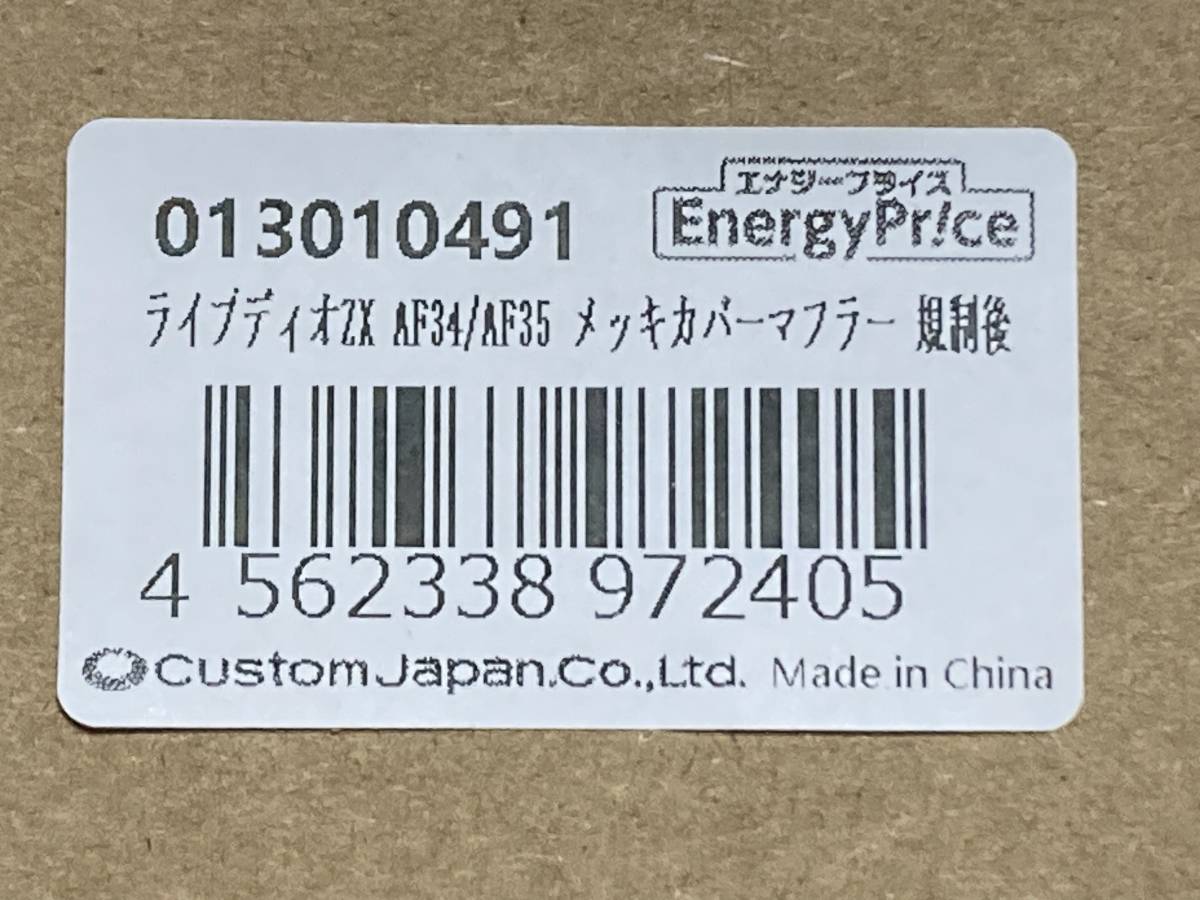 013010491
エナジープライス
EnergyPr!ce
ライブディオZX AF34/AF35 メッキカバーマフラー 規制後
4 562338 972405
CustomJapan.Co.,Ltd. Made in China